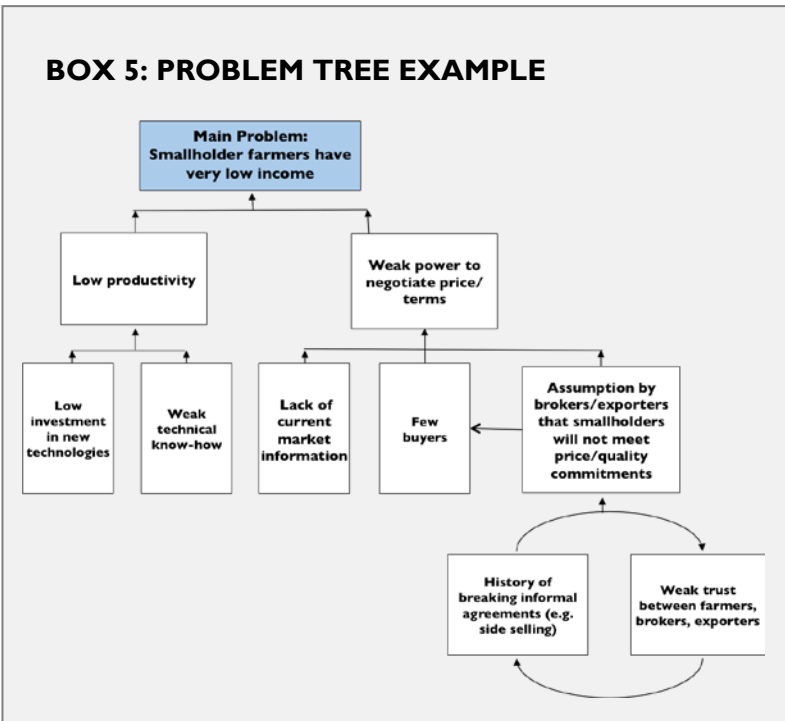 BOX 5: PROBLEM TREE EXAMPLE
Main Problem:
Smallholder farmers have
very low income
Low productivity
Weak power to
negotiate price/
terms
Low
investment
in new
technologies
Weak
technical
know-how
Lack of
current
market
information
Few
buyers
Assumption by
brokers/exporters
that smallholders
will not meet
price/quality
commitments
History of
breaking informal
agreements (e.g.
side selling)
Weak trust
between farmers,
brokers, exporters